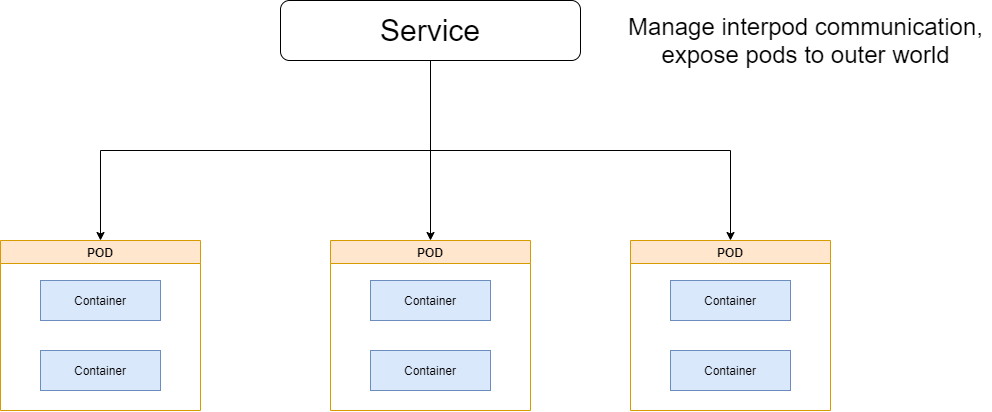 Service
Manage interpod communication,
expose pods to outer world
POD
POD
POD
Container
Container
Container
Container
Container
Container